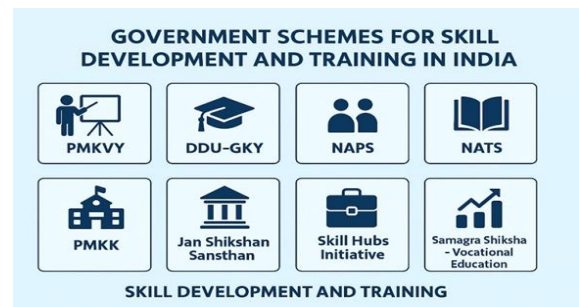 GOVERNMENT SCHEMES FOR SKILL
DEVELOPMENT AND TRAINING IN INDIA
PMKVY
DDU-GKY
NAPS
NATS
PMKK
Jan Shikshan
Sansthan
Skill Hubs
Initiative
Samagra Shiksha
- Vocational
Education
SKILL DEVELOPMENT AND TRAINING